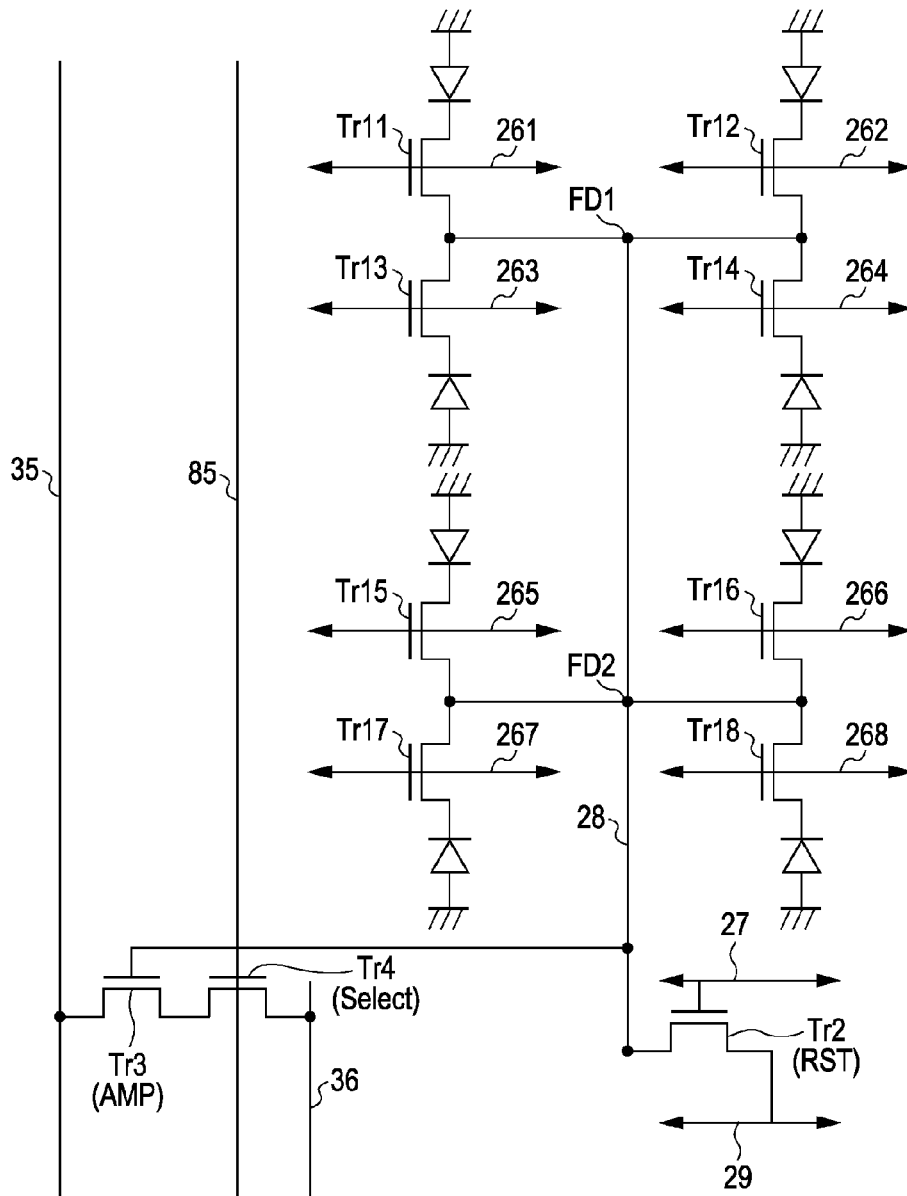 Tr11
261
Tr12
262
FD1
Tr13
263
Tr14
264
35
85
Tr15
265
Tr16
266
FD2
Tr17
267
Tr18
268
28
27
Tr4
(Select)
Tr2
(RST)
Tr3
(AMP)
36
29